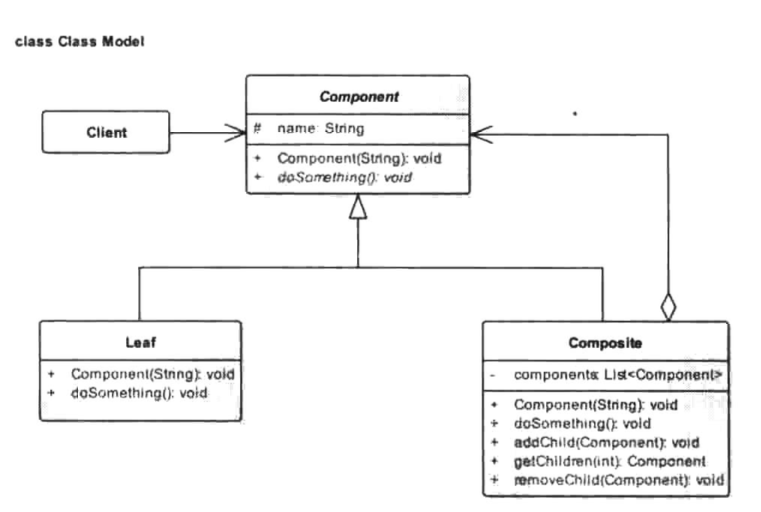 class Class Model
Component
Client
# name: String
+ Component(String): void
+ doSomething(): void
Leaf
+ Component(String): void
+ doSomething(): void
Composite
- components: List<Component>
+ Component(String): void
+ doSomething(): void
+ addChild(Component): void
+ getChildren(int): Component
+ removeChild(Component): void